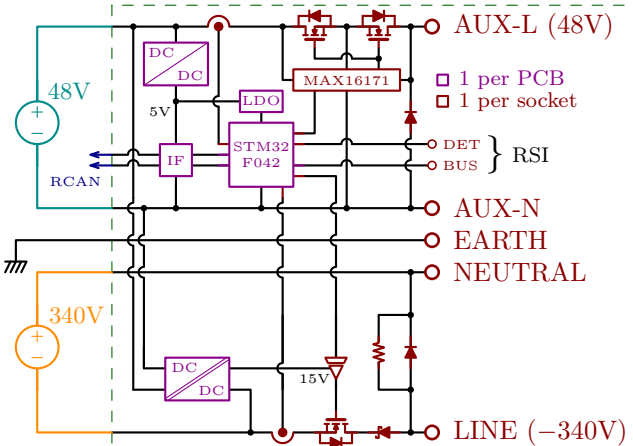 AUX-L (48V)
DC
DC
MAX16171
1 per PCB
48V
1 per socket
5V
LDO
STM32
F042
DET
IF
RSI
BUS
RCAN
AUX-N
EARTH
NEUTRAL
340V
DC
DC
15V
LINE (−340V)